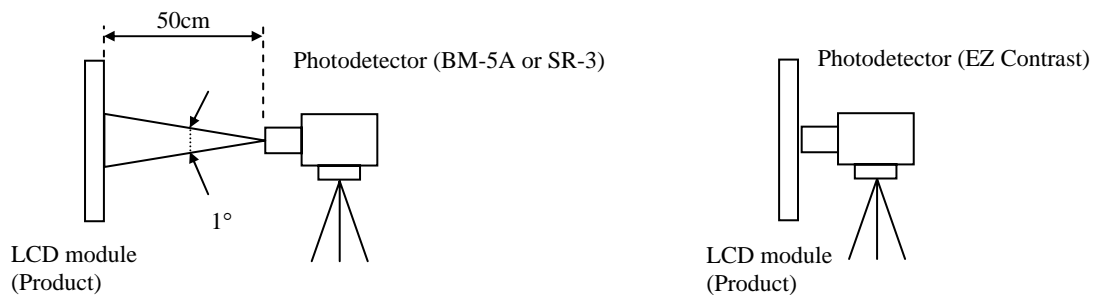 50cm
Photodetector (BM-5A or SR-3)
1°
LCD module
(Product)
Photodetector (EZ Contrast)
LCD module
(Product)